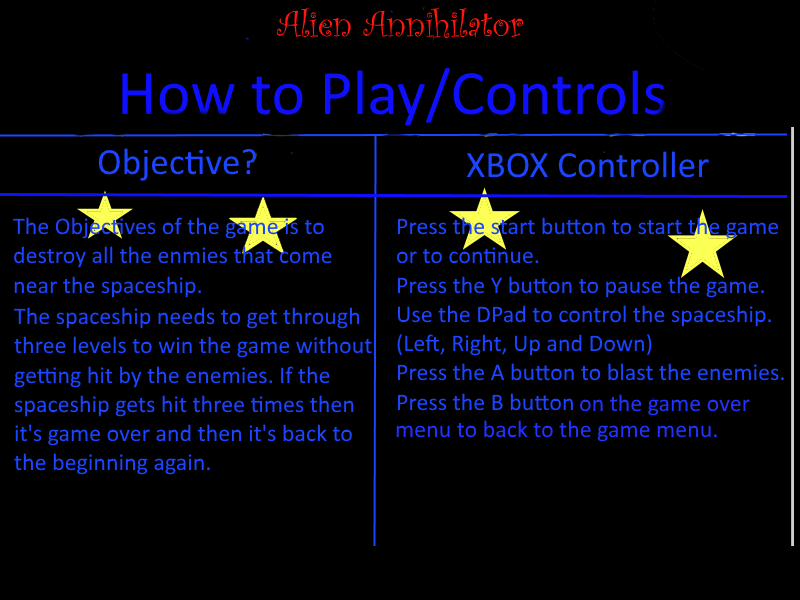 Alien Annihilator
How to Play/Controls
Objective?
The Objectives of the game is to
destroy all the enmies that come
near the spaceship.
The spaceship needs to get through
three levels to win the game without
getting hit by the enemies. If the
spaceship gets hit three times then
it's game over and then it's back to
the beginning again.
XBOX Controller
Press the start button to start the game
or to continue.
Press the Y button to pause the game.
Use the DPad to control the spaceship.
(Left, Right, Up and Down)
Press the A button to blast the enemies.
Press the B button on the game over
menu to back to the game menu.